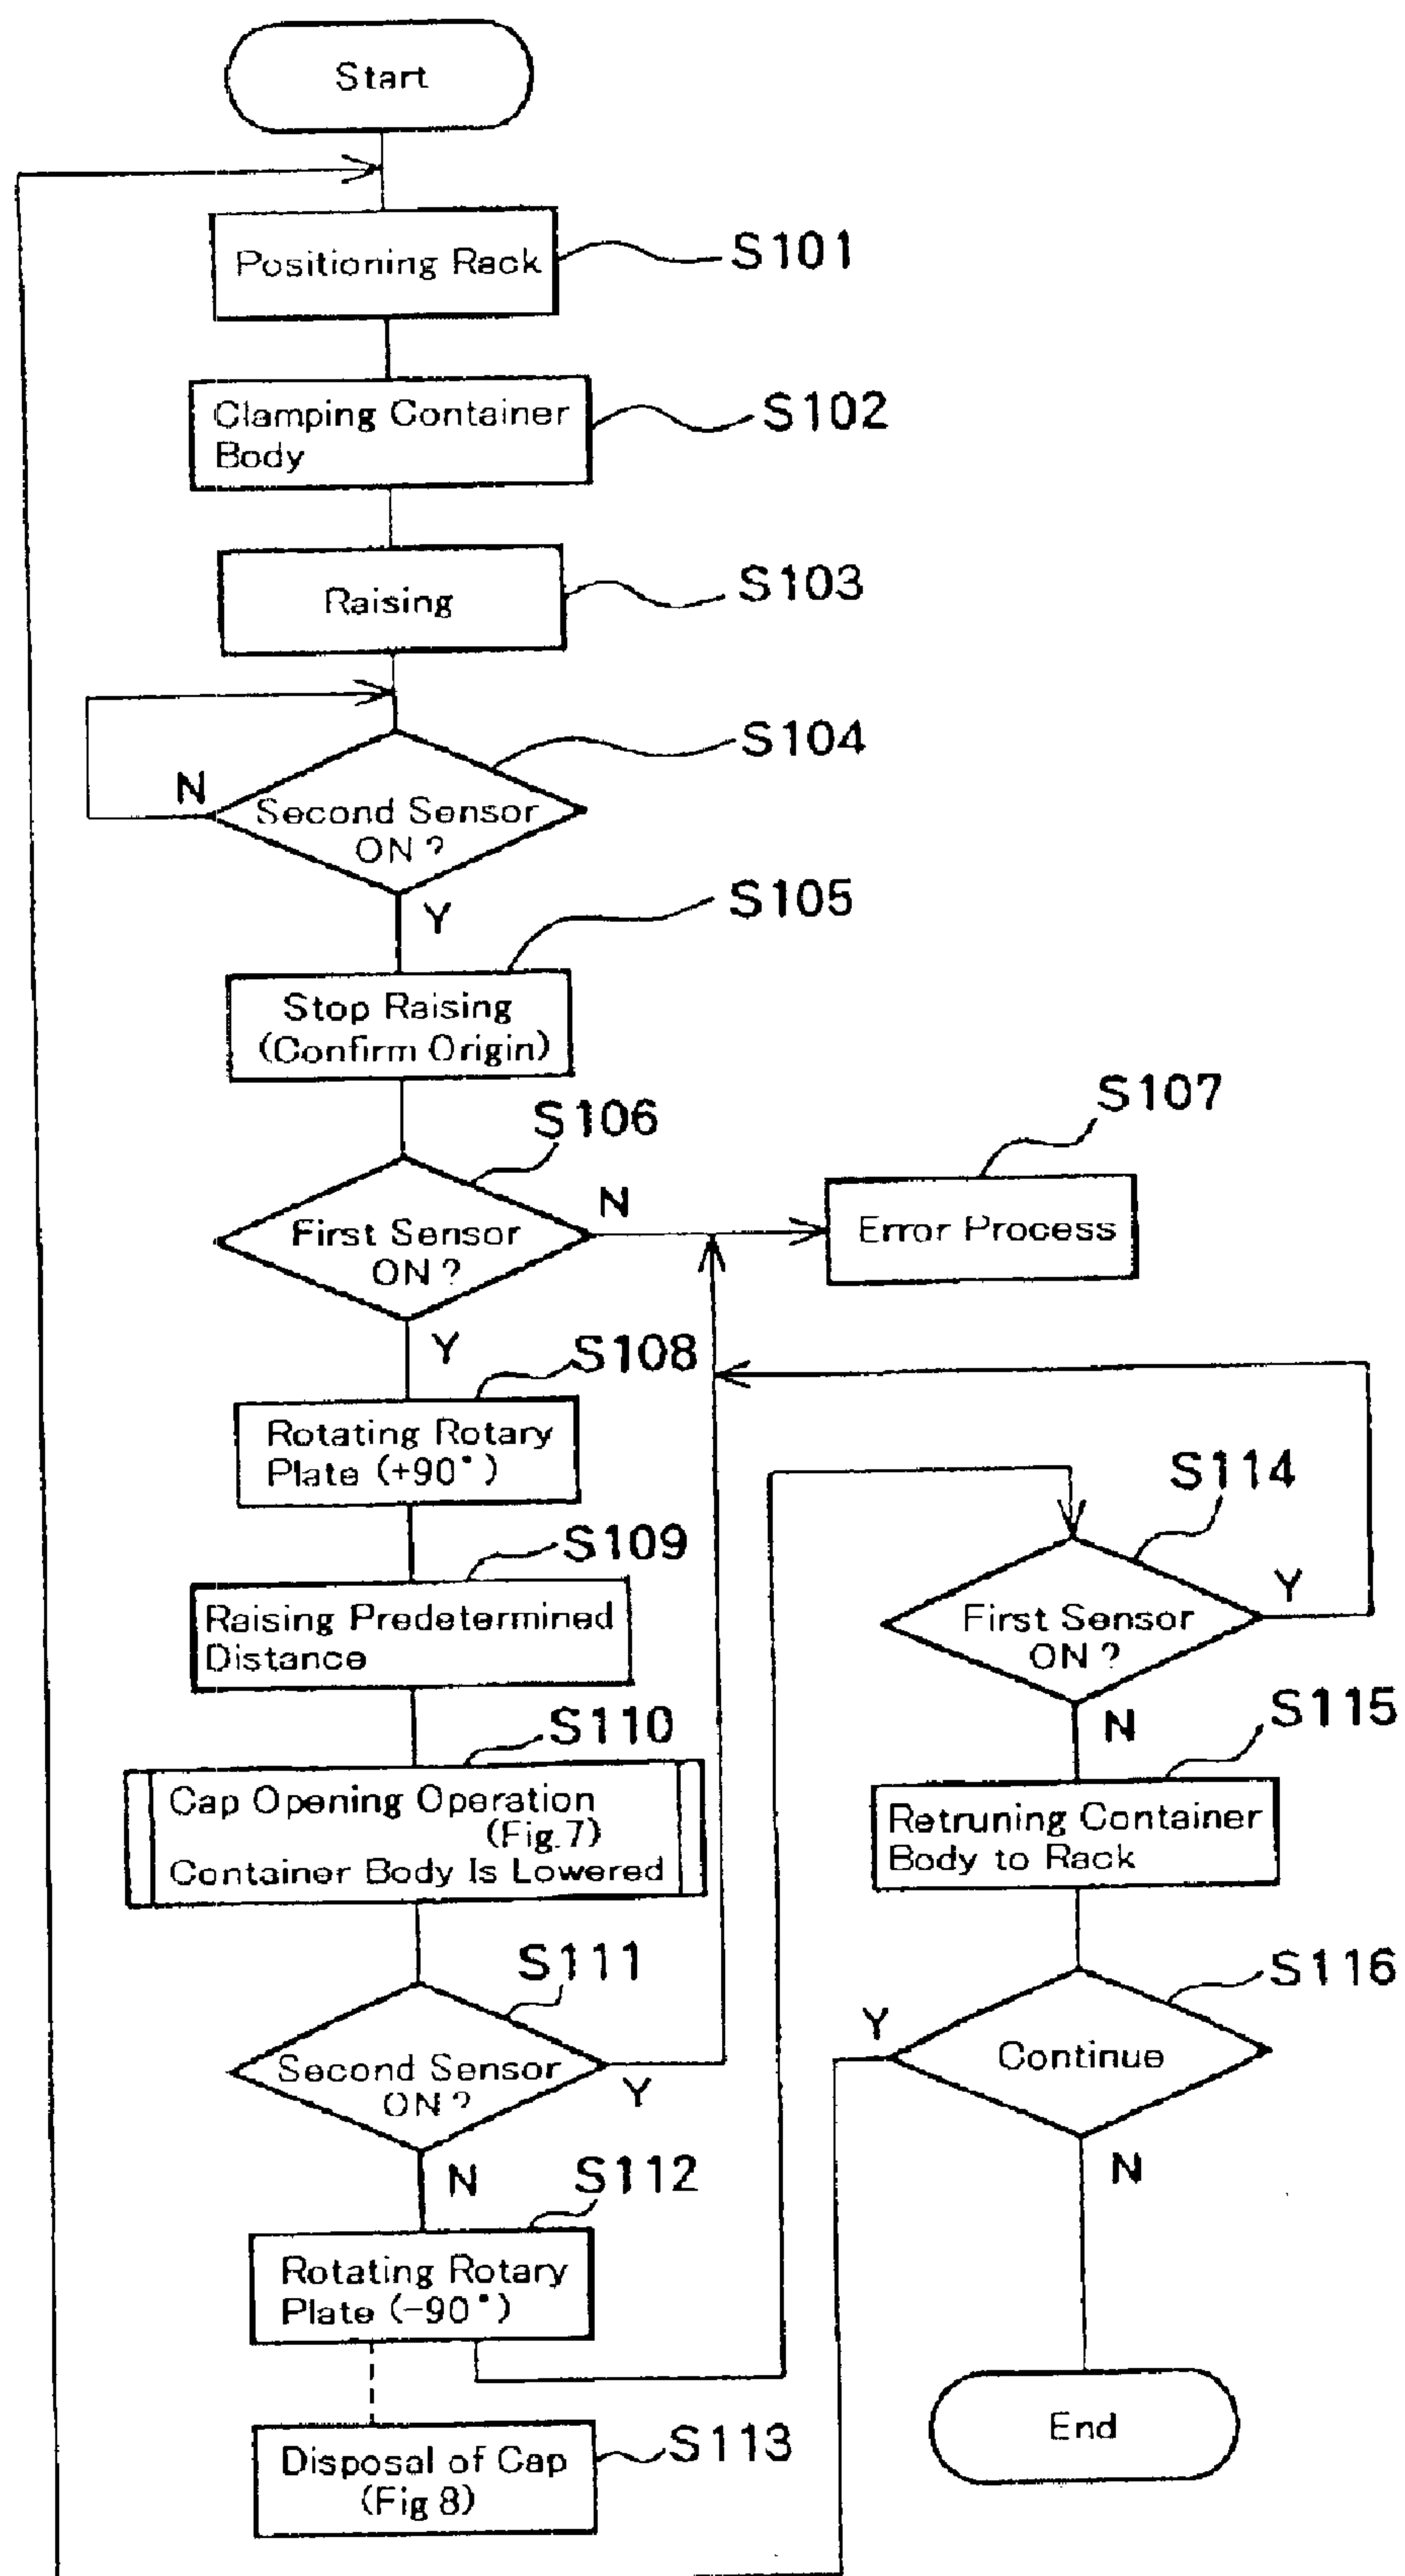 Start
Positioning Rack
S101
Clamping Container
Body
S102
Raising
S103
S104
N
Second Sensor
ON?
Y
S105
Stop Raising
(Confirm Origin)
S106
First Sensor
ON?
N
S107
Error Process
Y
S108
Rotating Rotary
Plate (+90°)
S109
Raising Predetermined
Distance
S110
Cap Opening Operation
(Fig.7)
Container Body Is Lowered
S111
Second Sensor
ON?
Y
N
S112
Rotating Rotary
Plate (-90°)
S113
Disposal of Cap
(Fig 8)
S114
First Sensor
ON?
Y
N
S115
Retruning Container
Body to Rack
S116
Y
Continue
N
End